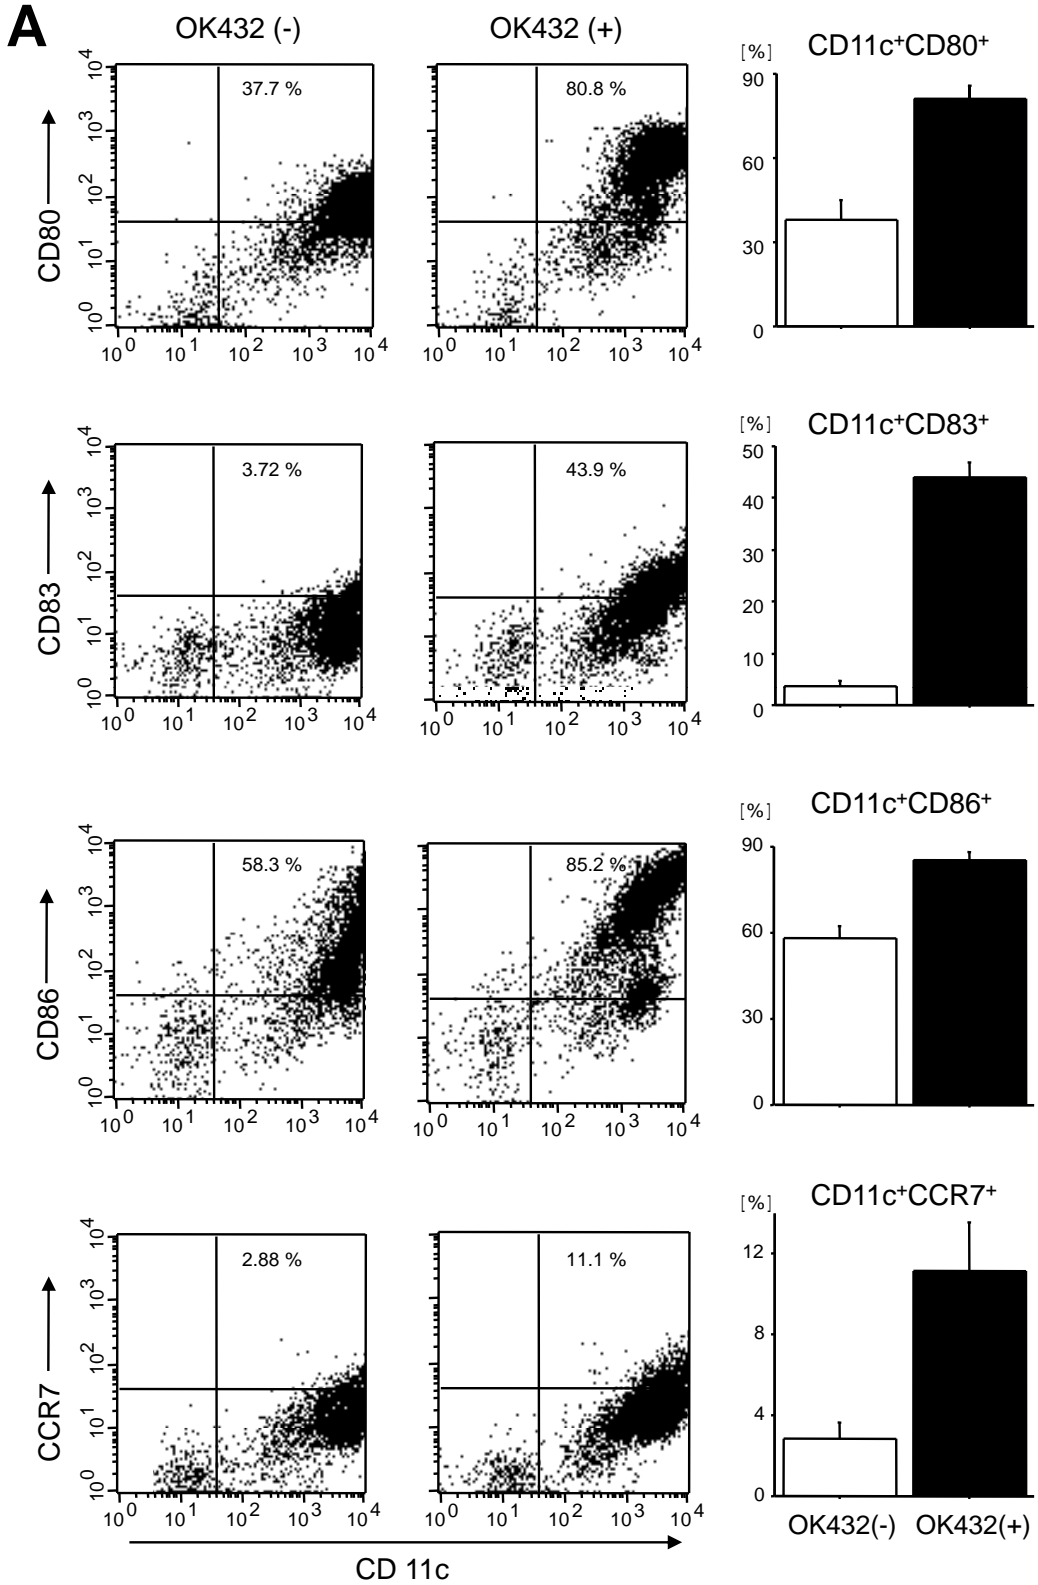 A
OK432 (-)
OK432 (+)
CD80
10⁴
10³
10²
10¹
10⁰
37.7 %
10⁰ 10¹ 10² 10³ 10⁴
80.8 %
10⁰ 10¹ 10² 10³ 10⁴
[%]
CD11c⁺CD80⁺
90
60
30
0
CD83
10⁴
10³
10²
10¹
10⁰
3.72 %
10⁰ 10¹ 10² 10³ 10⁴
43.9 %
10⁰ 10¹ 10² 10³ 10⁴
[%]
CD11c⁺CD83⁺
50
40
30
20
10
0
CD86
10⁴
10³
10²
10¹
10⁰
58.3 %
10⁰ 10¹ 10² 10³ 10⁴
85.2 %
10⁰ 10¹ 10² 10³ 10⁴
[%]
CD11c⁺CD86⁺
90
60
30
0
CCR7
10⁴
10³
10²
10¹
10⁰
2.88 %
10⁰ 10¹ 10² 10³ 10⁴
11.1 %
10⁰ 10¹ 10² 10³ 10⁴
[%]
CD11c⁺CCR7⁺
12
8
4
0
OK432(-) OK432(+)
CD 11c